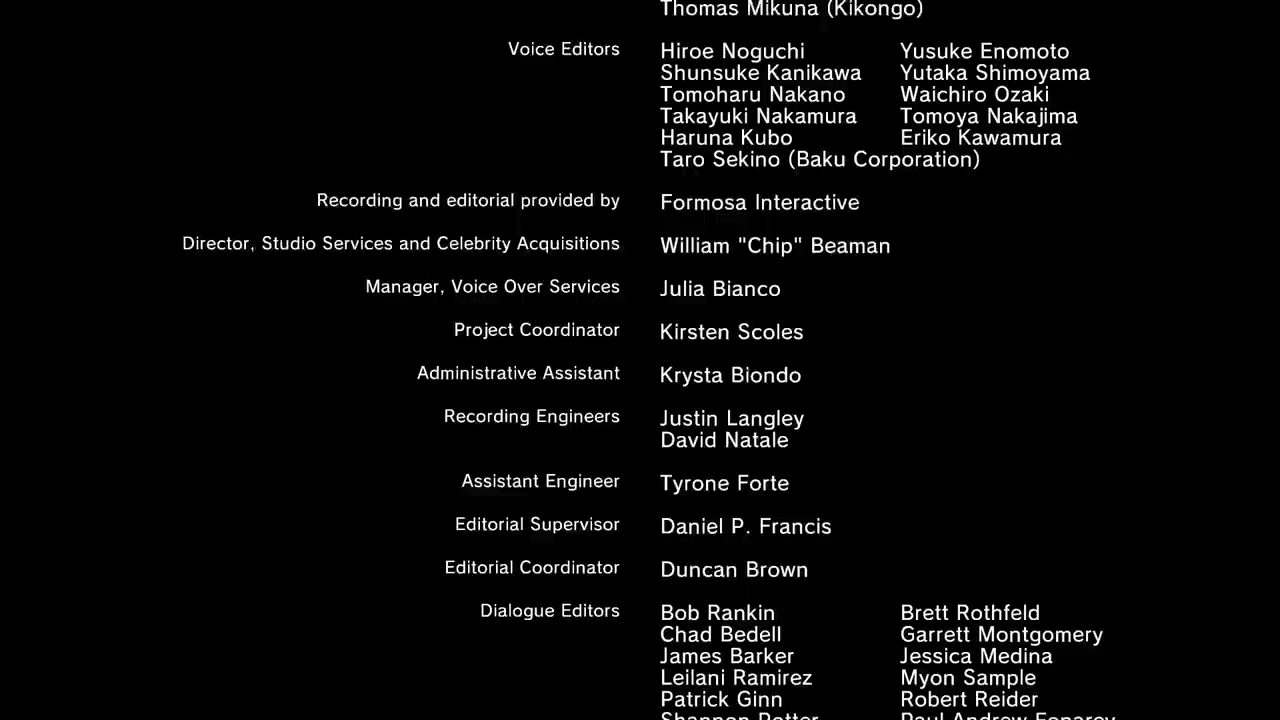 Thomas Mikuna (Kikongo)
Voice Editors Hiroe Noguchi Yusuke Enomoto
Shunsuke Kanikawa Yutaka Shimoyama
Tomoharu Nakano Waichiro Ozaki
Takayuki Nakamura Tomoya Nakajima
Haruna Kubo Eriko Kawamura
Taro Sekino (Baku Corporation)
Recording and editorial provided by Formosa Interactive
Director, Studio Services and Celebrity Acquisitions William "Chip" Beaman
Manager, Voice Over Services Julia Bianco
Project Coordinator Kirsten Scoles
Administrative Assistant Krysta Biondo
Recording Engineers Justin Langley
David Natale
Assistant Engineer Tyrone Forte
Editorial Supervisor Daniel P. Francis
Editorial Coordinator Duncan Brown
Dialogue Editors Bob Rankin Brett Rothfeld
Chad Bedell Garrett Montgomery
James Barker Jessica Medina
Leilani Ramirez Myon Sample
Patrick Ginn Robert Reider
Shannon Potter Paul Andrew Fonarev